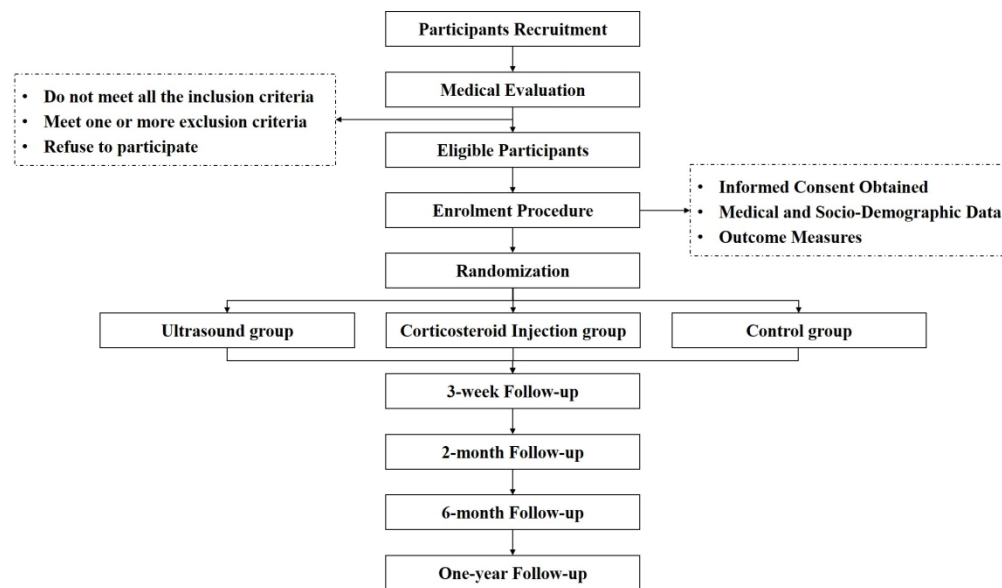 Participants Recruitment
Medical Evaluation
• Do not meet all the inclusion criteria
• Meet one or more exclusion criteria
• Refuse to participate
Eligible Participants
Enrolment Procedure
• Informed Consent Obtained
• Medical and Socio-Demographic Data
• Outcome Measures
Randomization
Ultrasound group
Corticosteroid Injection group
Control group
3-week Follow-up
2-month Follow-up
6-month Follow-up
One-year Follow-up